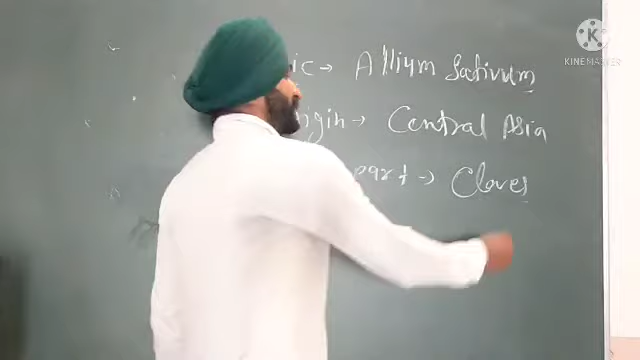 ic → Allium Sativum
igin → Central Asia
part → Cloves
K
KINEMASTER